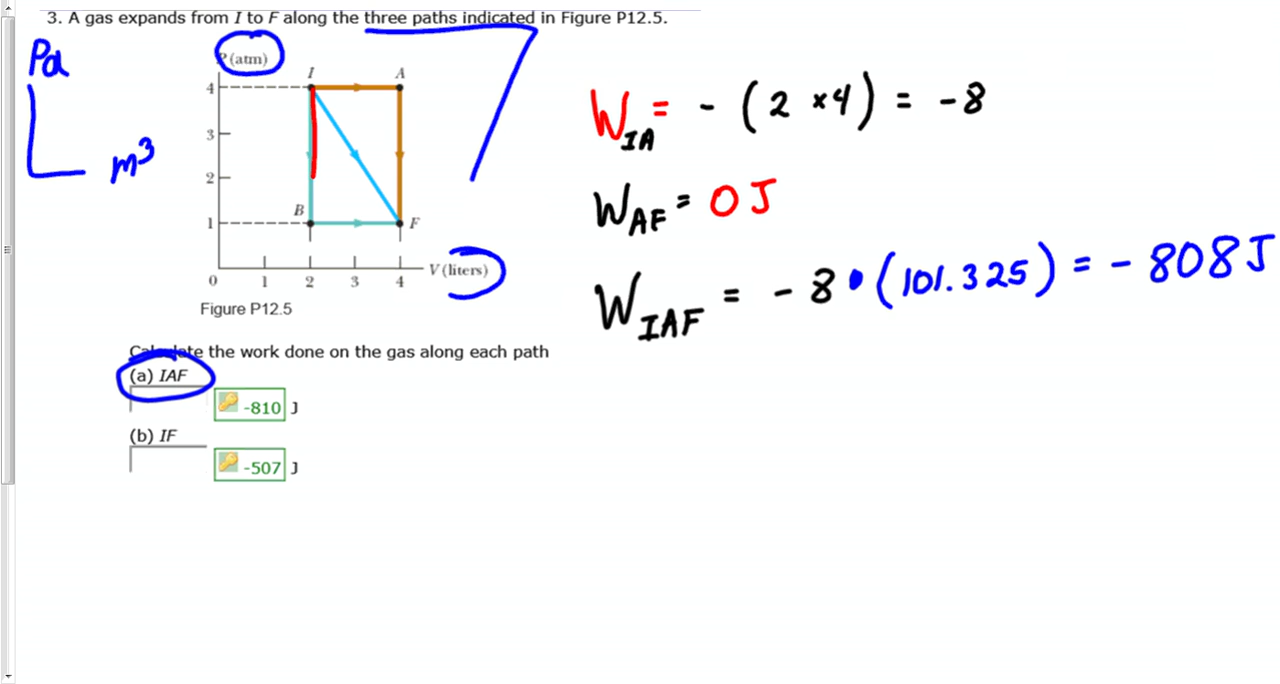 3. A gas expands from I to F along the three paths indicated in Figure P12.5.
Pa
m³
P (atm)
I
A
4
3
2
B
1
F
V (liters)
0
1
2
3
4
Figure P12.5
W_IA = - (2 × 4) = -8
W_AF = 0 J
W_IAF = - 8 • (101.325) = - 808 J
Calculate the work done on the gas along each path
(a) IAF
-810 J
(b) IF
-507 J